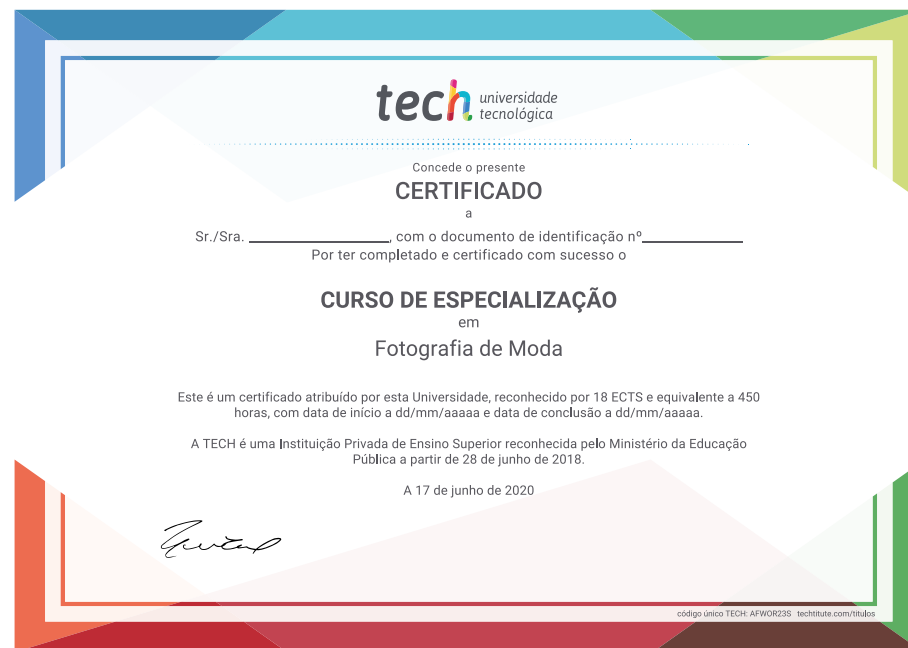 tech universidade
tecnológica
Concede o presente
CERTIFICADO
a
Sr./Sra. ____________________, com o documento de identificação nº______________
Por ter completado e certificado com sucesso o
CURSO DE ESPECIALIZAÇÃO
em
Fotografia de Moda
Este é um certificado atribuído por esta Universidade, reconhecido por 18 ECTS e equivalente a 450
horas, com data de início a dd/mm/aaaaa e data de conclusão a dd/mm/aaaaa.
A TECH é uma Instituição Privada de Ensino Superior reconhecida pelo Ministério da Educação
Pública a partir de 28 de junho de 2018.
A 17 de junho de 2020
código único TECH: AFWOR23S techtitute.com/titulos